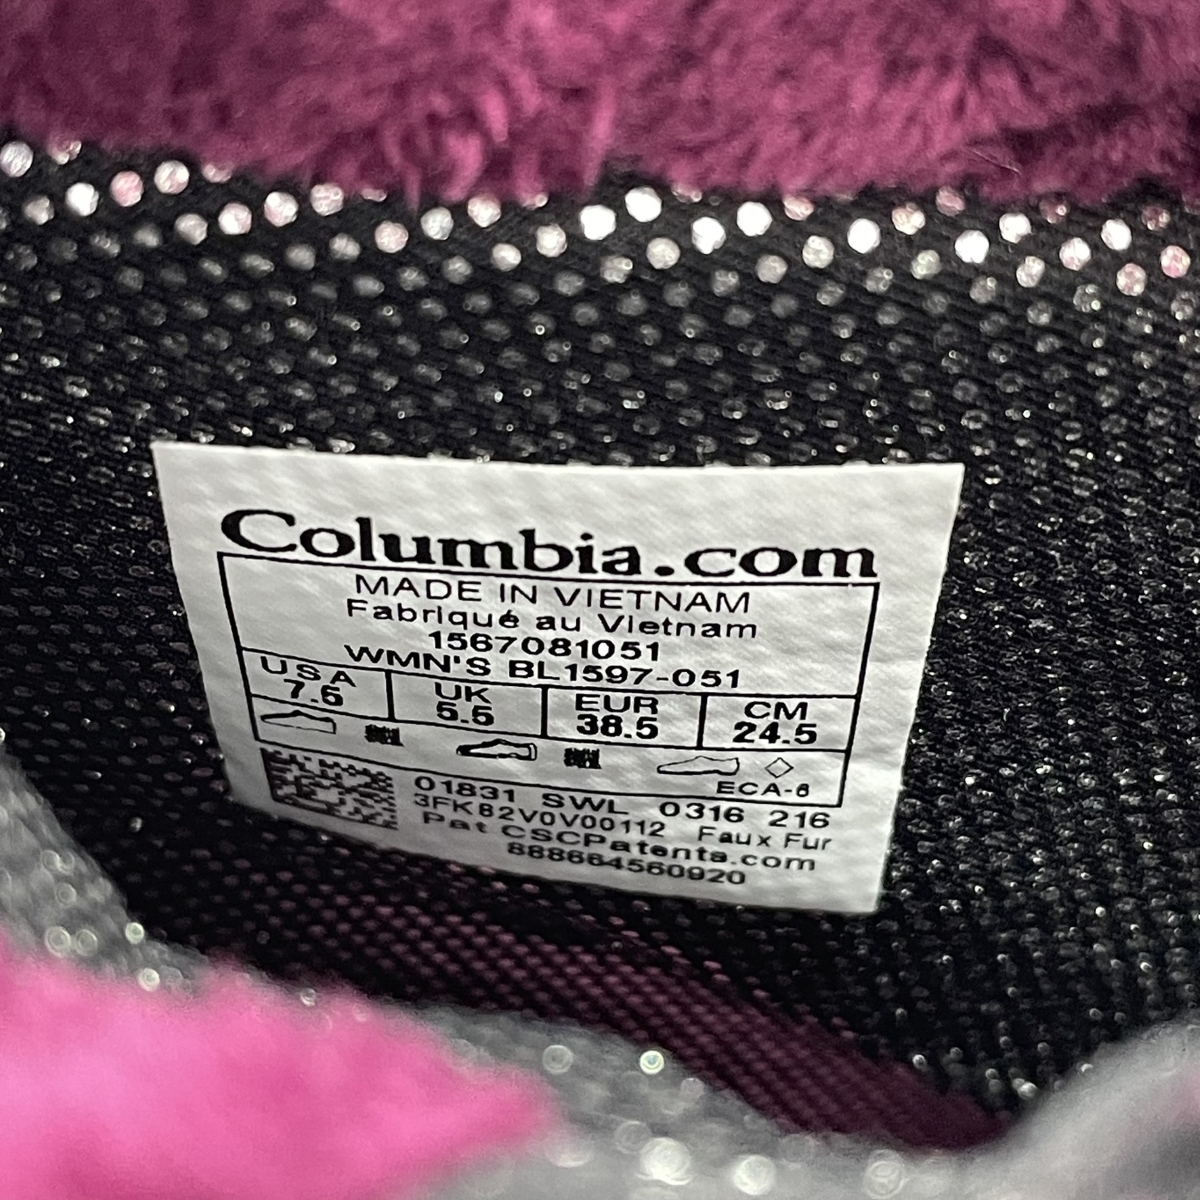 Columbia.com
MADE IN VIETNAM
Fabriqué au Vietnam
1567081051
WMN'S BL1597-051
USA UK EUR CM
7.5 5.5 38.5 24.5
ECA-6
01831 SWL 0316 216
3FK82V0V00112 Faux Fur
Pat CSCPatents.com
888664560920